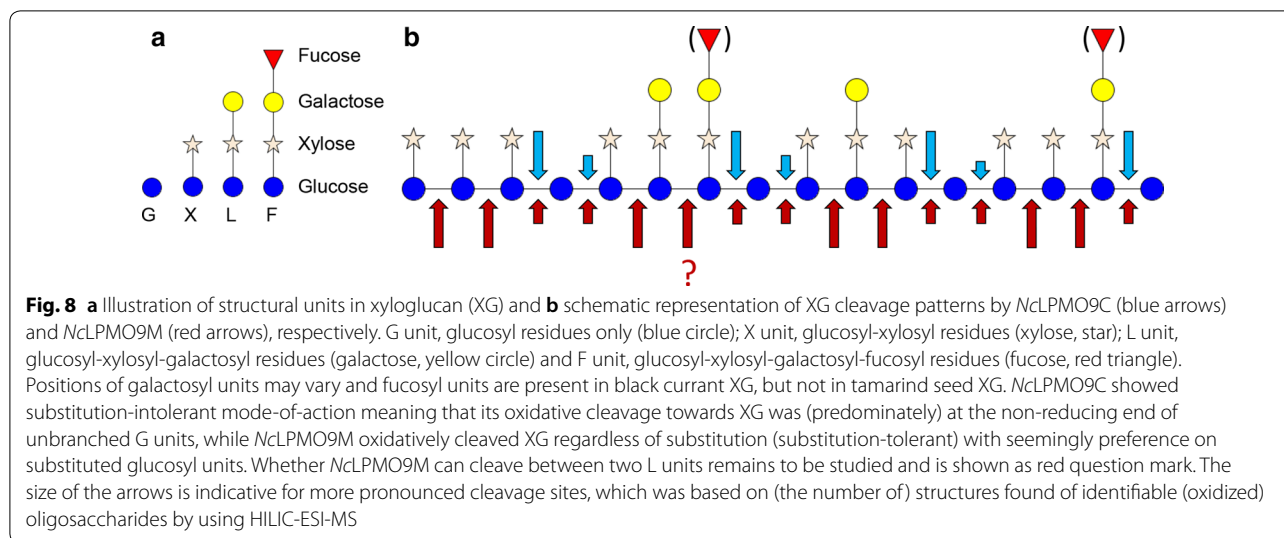 a
b
Fucose
Galactose
Xylose
Glucose
G X L F
( ) ( )
?
Fig. 8 a Illustration of structural units in xyloglucan (XG) and b schematic representation of XG cleavage patterns by NcLPMO9C (blue arrows)
and NcLPMO9M (red arrows), respectively. G unit, glucosyl residues only (blue circle); X unit, glucosyl-xylosyl residues (xylose, star); L unit,
glucosyl-xylosyl-galactosyl residues (galactose, yellow circle) and F unit, glucosyl-xylosyl-galactosyl-fucosyl residues (fucose, red triangle).
Positions of galactosyl units may vary and fucosyl units are present in black currant XG, but not in tamarind seed XG. NcLPMO9C showed
substitution-intolerant mode-of-action meaning that its oxidative cleavage towards XG was (predominately) at the non-reducing end of
unbranched G units, while NcLPMO9M oxidatively cleaved XG regardless of substitution (substitution-tolerant) with seemingly preference on
substituted glucosyl units. Whether NcLPMO9M can cleave between two L units remains to be studied and is shown as red question mark. The
size of the arrows is indicative for more pronounced cleavage sites, which was based on (the number of) structures found of identifiable (oxidized)
oligosaccharides by using HILIC-ESI-MS